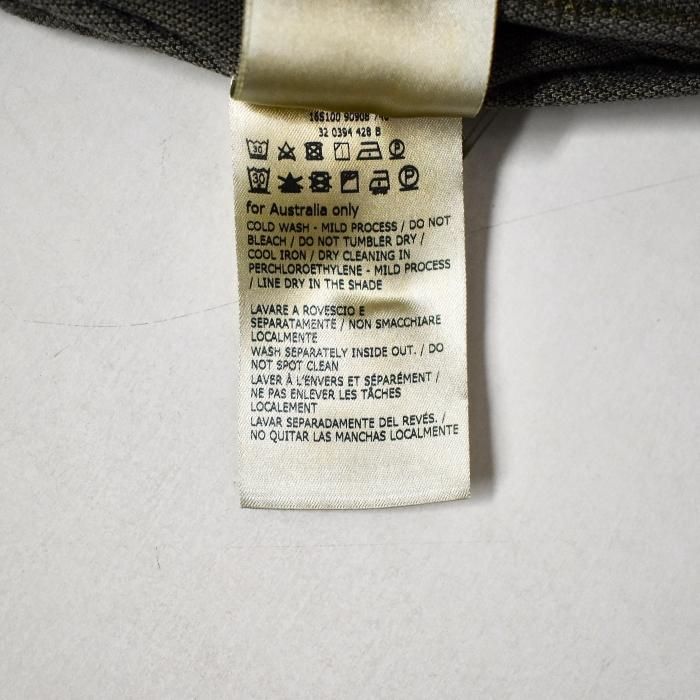 16S100 90908 /40
32 0394 428 B
30
30 P
for Australia only
COLD WASH - MILD PROCESS / DO NOT
BLEACH / DO NOT TUMBLER DRY /
COOL IRON / DRY CLEANING IN
PERCHLOROETHYLENE - MILD PROCESS
/ LINE DRY IN THE SHADE
LAVARE A ROVESCIO E
SEPARATAMENTE / NON SMACCHIARE
LOCALMENTE
WASH SEPARATELY INSIDE OUT. / DO
NOT SPOT CLEAN
LAVER À L'ENVERS ET SÉPARÉMENT /
NE PAS ENLEVER LES TÂCHES
LOCALEMENT
LAVAR SEPARADAMENTE DEL REVÉS. /
NO QUITAR LAS MANCHAS LOCALMENTE